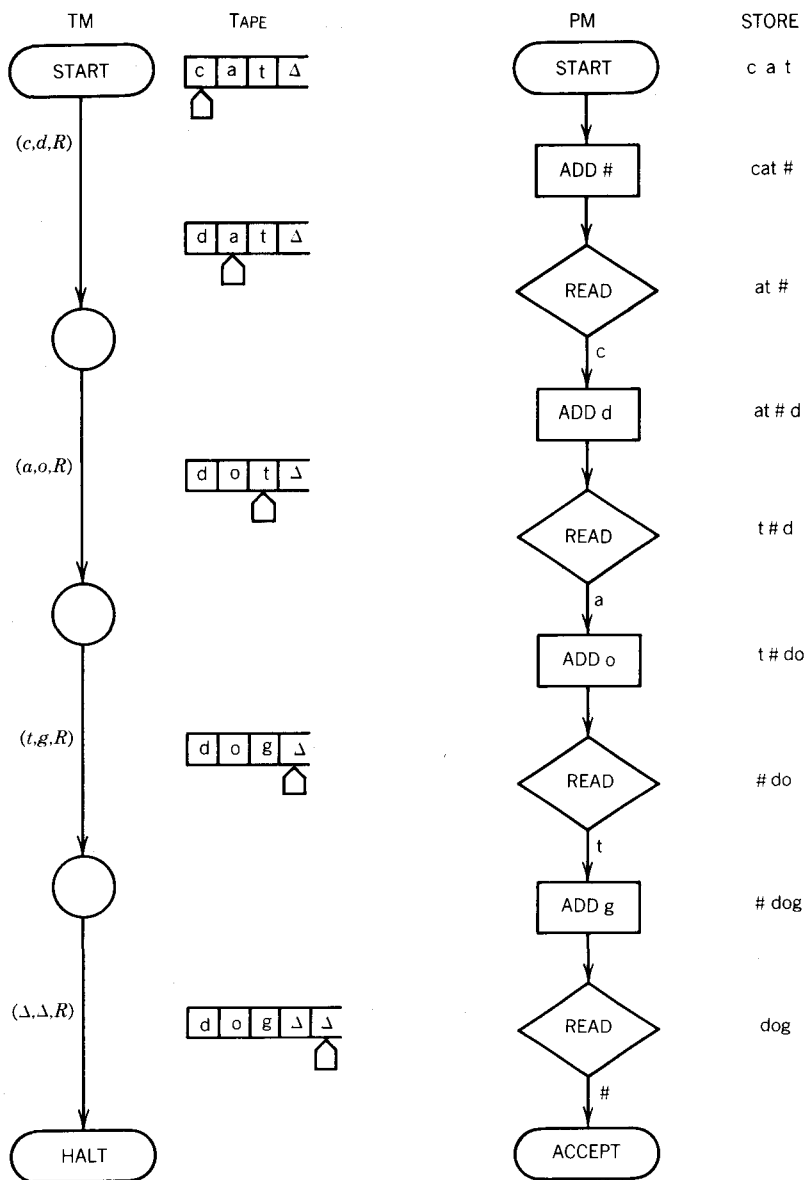 TM TAPE PM STORE
START c a t Δ START c a t
(c,d,R)
ADD # cat #
d a t Δ
READ at #
c
ADD d at # d
(a,o,R)
d o t Δ
READ t # d
a
ADD o t # do
(t,g,R)
d o g Δ
READ # do
t
ADD g # dog
(Δ,Δ,R)
d o g Δ Δ READ dog
#
HALT ACCEPT